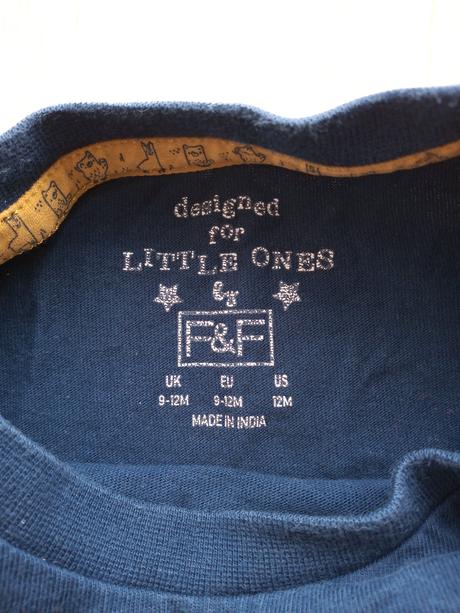 designed
for
LITTLE ONES
by
F&F
UK EU US
9-12M 9-12M 12M
MADE IN INDIA